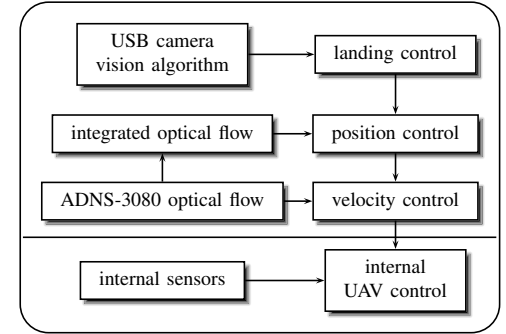 USB camera
vision algorithm
landing control
integrated optical flow
position control
ADNS-3080 optical flow
velocity control
internal sensors
internal
UAV control